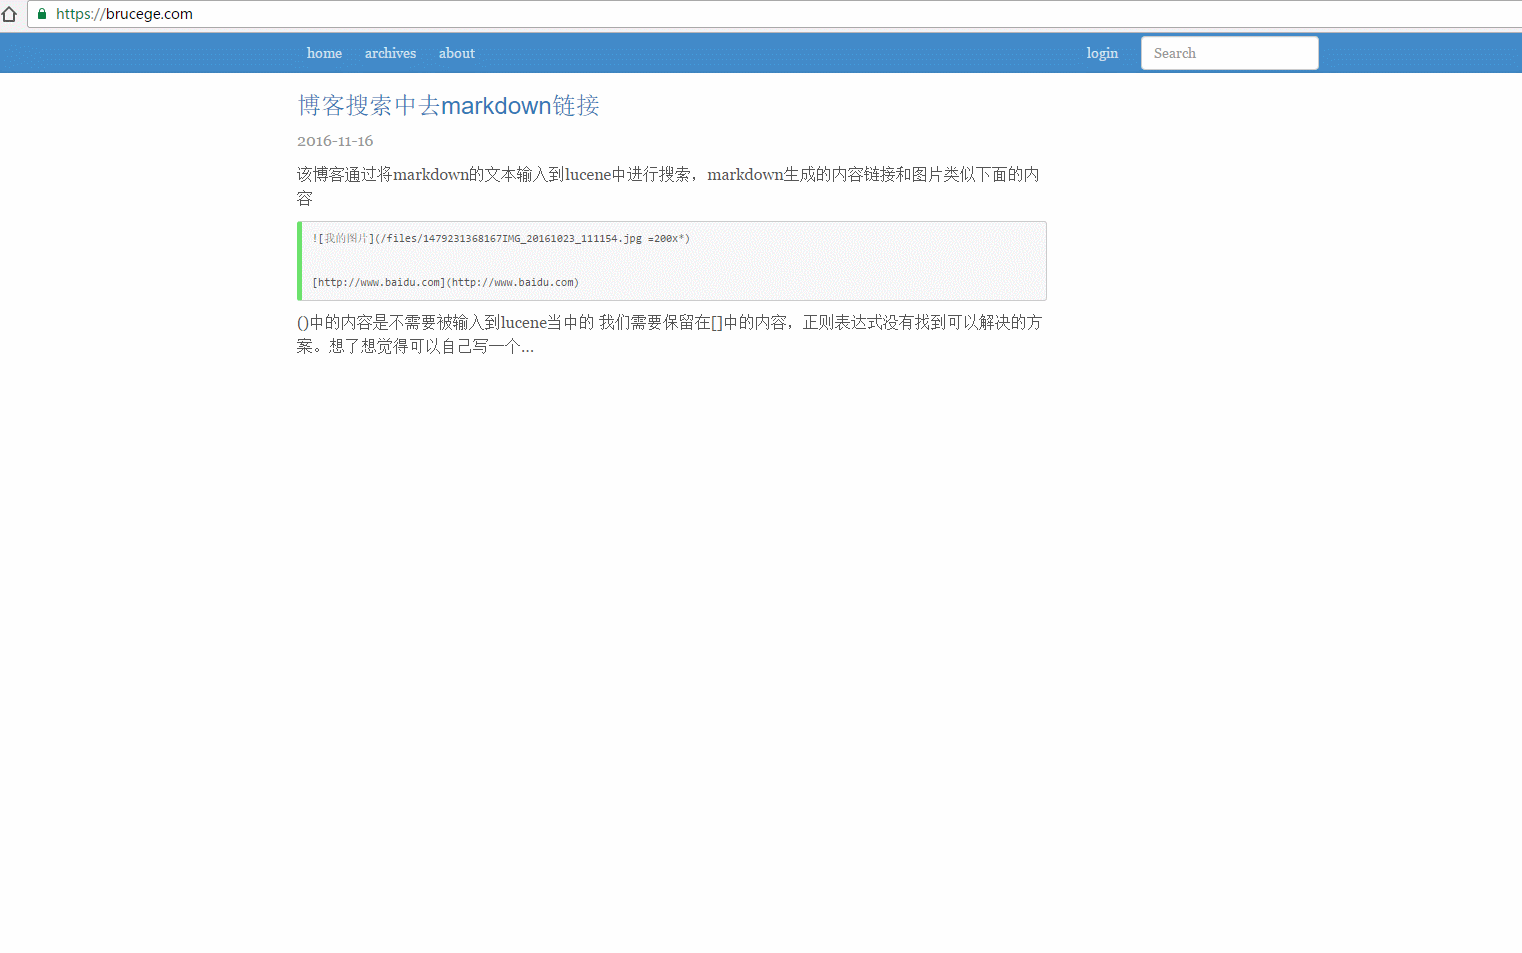 https://brucege.com
home archives about login Search
博客搜索中去markdown链接
2016-11-16
该博客通过将markdown的文本输入到lucene中进行搜索，markdown生成的内容链接和图片类似下面的内
容
![我的图片](/files/1479231368167IMG_20161023_111154.jpg =200x*)
[http://www.baidu.com](http://www.baidu.com)
()中的内容是不需要被输入到lucene当中的 我们需要保留在[]中的内容，正则表达式没有找到可以解决的方
案。想了想觉得可以自己写一个...